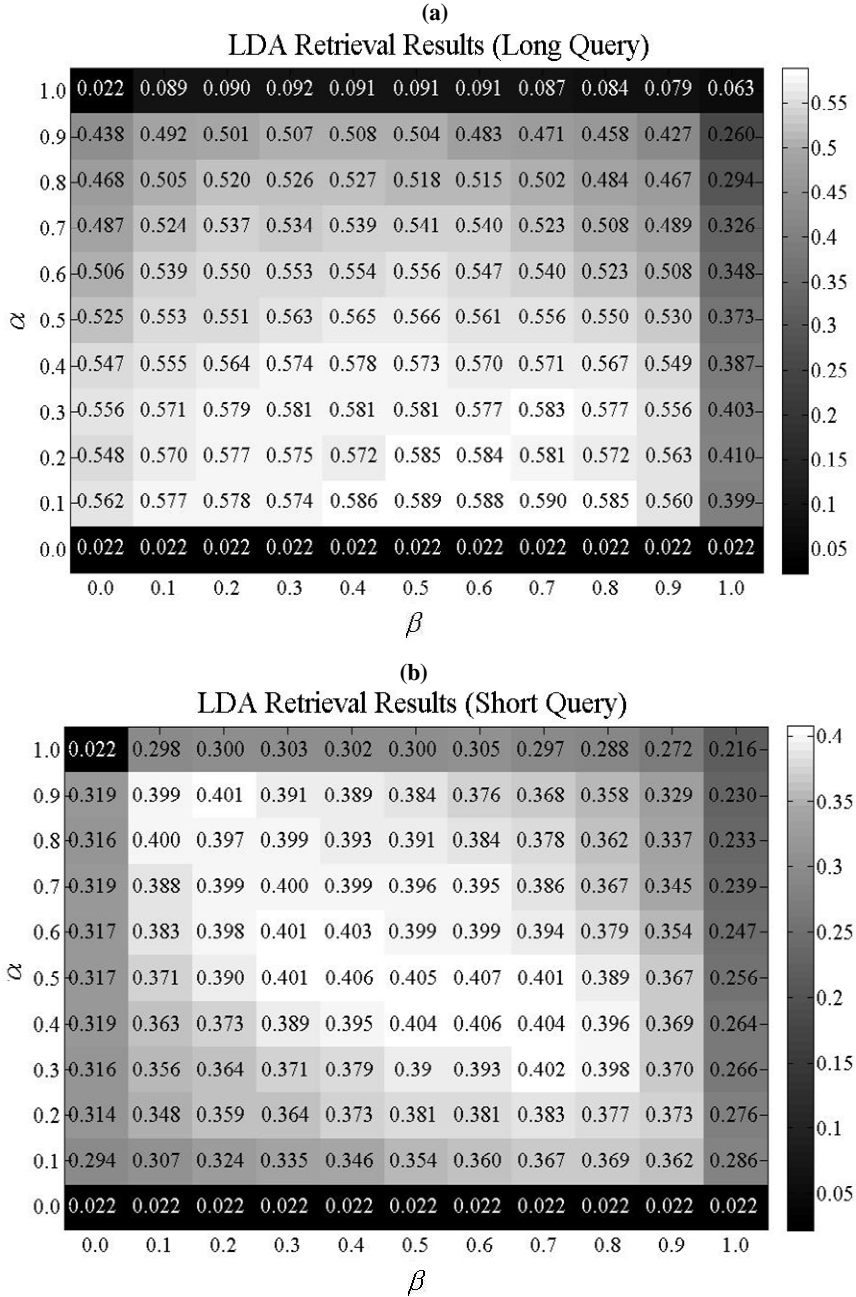 (a)
LDA Retrieval Results (Long Query)
1.0 0.022 0.089 0.090 0.092 0.091 0.091 0.091 0.087 0.084 0.079 0.063
0.9 0.438 0.492 0.501 0.507 0.508 0.504 0.483 0.471 0.458 0.427 0.260
0.8 0.468 0.505 0.520 0.526 0.527 0.518 0.515 0.502 0.484 0.467 0.294
0.7 0.487 0.524 0.537 0.534 0.539 0.541 0.540 0.523 0.508 0.489 0.326
0.6 0.506 0.539 0.550 0.553 0.554 0.556 0.547 0.540 0.523 0.508 0.348
0.5 0.525 0.553 0.551 0.563 0.565 0.566 0.561 0.556 0.550 0.530 0.373
0.4 0.547 0.555 0.564 0.574 0.578 0.573 0.570 0.571 0.567 0.549 0.387
0.3 0.556 0.571 0.579 0.581 0.581 0.581 0.577 0.583 0.577 0.556 0.403
0.2 0.548 0.570 0.577 0.575 0.572 0.585 0.584 0.581 0.572 0.563 0.410
0.1 0.562 0.577 0.578 0.574 0.586 0.589 0.588 0.590 0.585 0.560 0.399
0.0 0.022 0.022 0.022 0.022 0.022 0.022 0.022 0.022 0.022 0.022 0.022
0.0 0.1 0.2 0.3 0.4 0.5 0.6 0.7 0.8 0.9 1.0
α
β
0.55
0.5
0.45
0.4
0.35
0.3
0.25
0.2
0.15
0.1
0.05
(b)
LDA Retrieval Results (Short Query)
1.0 0.022 0.298 0.300 0.303 0.302 0.300 0.305 0.297 0.288 0.272 0.216
0.9 0.319 0.399 0.401 0.391 0.389 0.384 0.376 0.368 0.358 0.329 0.230
0.8 0.316 0.400 0.397 0.399 0.393 0.391 0.384 0.378 0.362 0.337 0.233
0.7 0.319 0.388 0.399 0.400 0.399 0.396 0.395 0.386 0.367 0.345 0.239
0.6 0.317 0.383 0.398 0.401 0.403 0.399 0.399 0.394 0.379 0.354 0.247
0.5 0.317 0.371 0.390 0.401 0.406 0.405 0.407 0.401 0.389 0.367 0.256
0.4 0.319 0.363 0.373 0.389 0.395 0.404 0.406 0.404 0.396 0.369 0.264
0.3 0.316 0.356 0.364 0.371 0.379 0.39 0.393 0.402 0.398 0.370 0.266
0.2 0.314 0.348 0.359 0.364 0.373 0.381 0.381 0.383 0.377 0.373 0.276
0.1 0.294 0.307 0.324 0.335 0.346 0.354 0.360 0.367 0.369 0.362 0.286
0.0 0.022 0.022 0.022 0.022 0.022 0.022 0.022 0.022 0.022 0.022 0.022
0.0 0.1 0.2 0.3 0.4 0.5 0.6 0.7 0.8 0.9 1.0
α
β
0.4
0.35
0.3
0.25
0.2
0.15
0.1
0.05